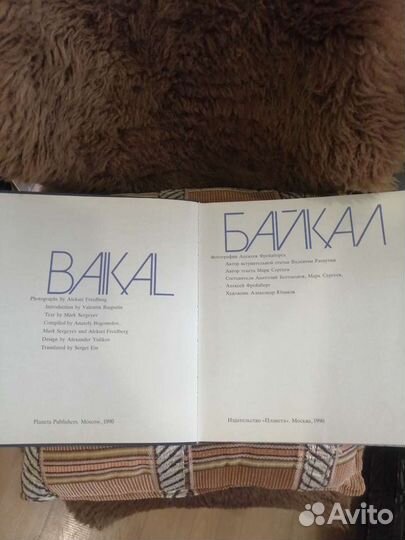 BAIKAL
Photographs by Aleksei Freidberg
Introduction by Valentin Rasputin
Text by Mark Sergeyev
Compiled by Anatoly Bogomolov,
Mark Sergeyev and Aleksei Freidberg
Design by Alexander Yudikov
Translated by Sergei Ess
Planeta Publishers. Moscow, 1990
БАЙКАЛ
Фотографии Алексея Фрейдберга
Автор вступительной статьи Валентин Распутин
Автор текста Марк Сергеев
Составители Анатолий Богомолов, Марк Сергеев,
Алексей Фрейдберг
Художник Александр Юдиков
Издательство «Планета». Москва, 1990
Avito